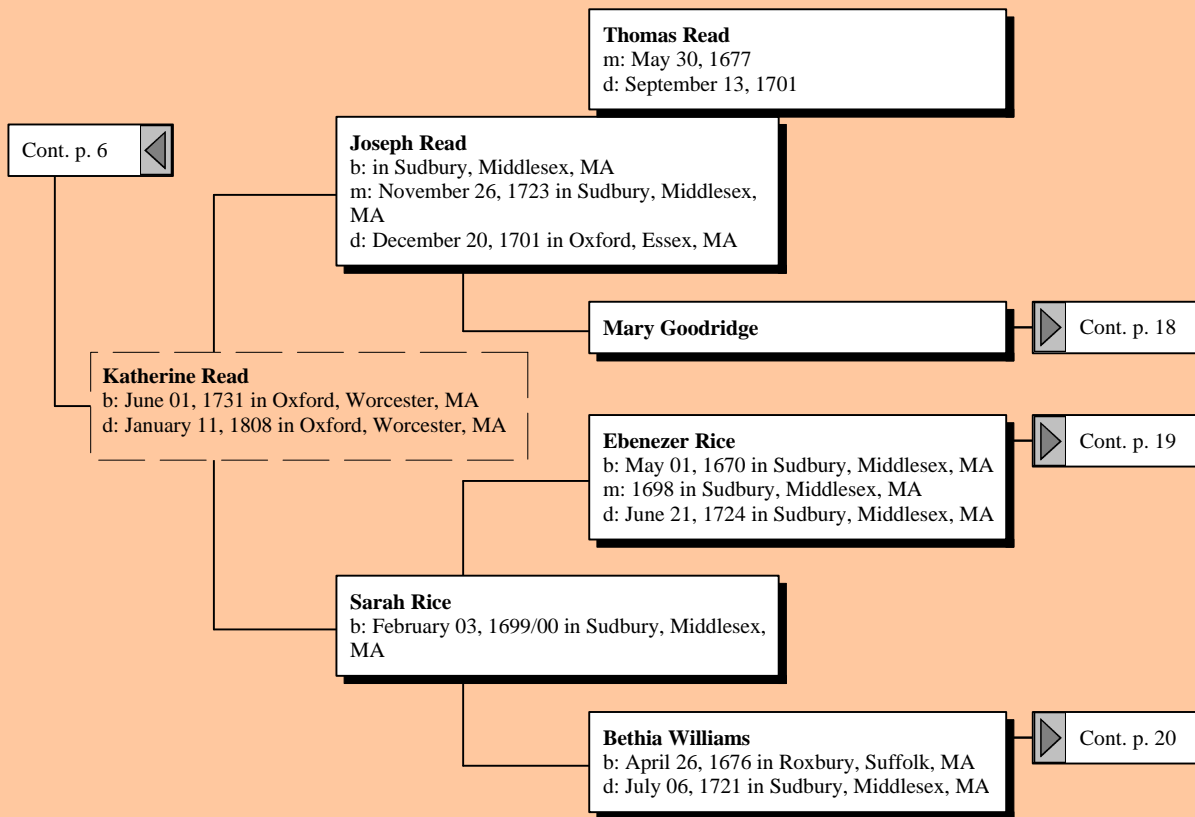 Thomas Read
m: May 30, 1677
d: September 13, 1701
Cont. p. 6
Joseph Read
b: in Sudbury, Middlesex, MA
m: November 26, 1723 in Sudbury, Middlesex,
MA
d: December 20, 1701 in Oxford, Essex, MA
Mary Goodridge
Cont. p. 18
Katherine Read
b: June 01, 1731 in Oxford, Worcester, MA
d: January 11, 1808 in Oxford, Worcester, MA
Ebenezer Rice
b: May 01, 1670 in Sudbury, Middlesex, MA
m: 1698 in Sudbury, Middlesex, MA
d: June 21, 1724 in Sudbury, Middlesex, MA
Cont. p. 19
Sarah Rice
b: February 03, 1699/00 in Sudbury, Middlesex,
MA
Bethia Williams
b: April 26, 1676 in Roxbury, Suffolk, MA
d: July 06, 1721 in Sudbury, Middlesex, MA
Cont. p. 20